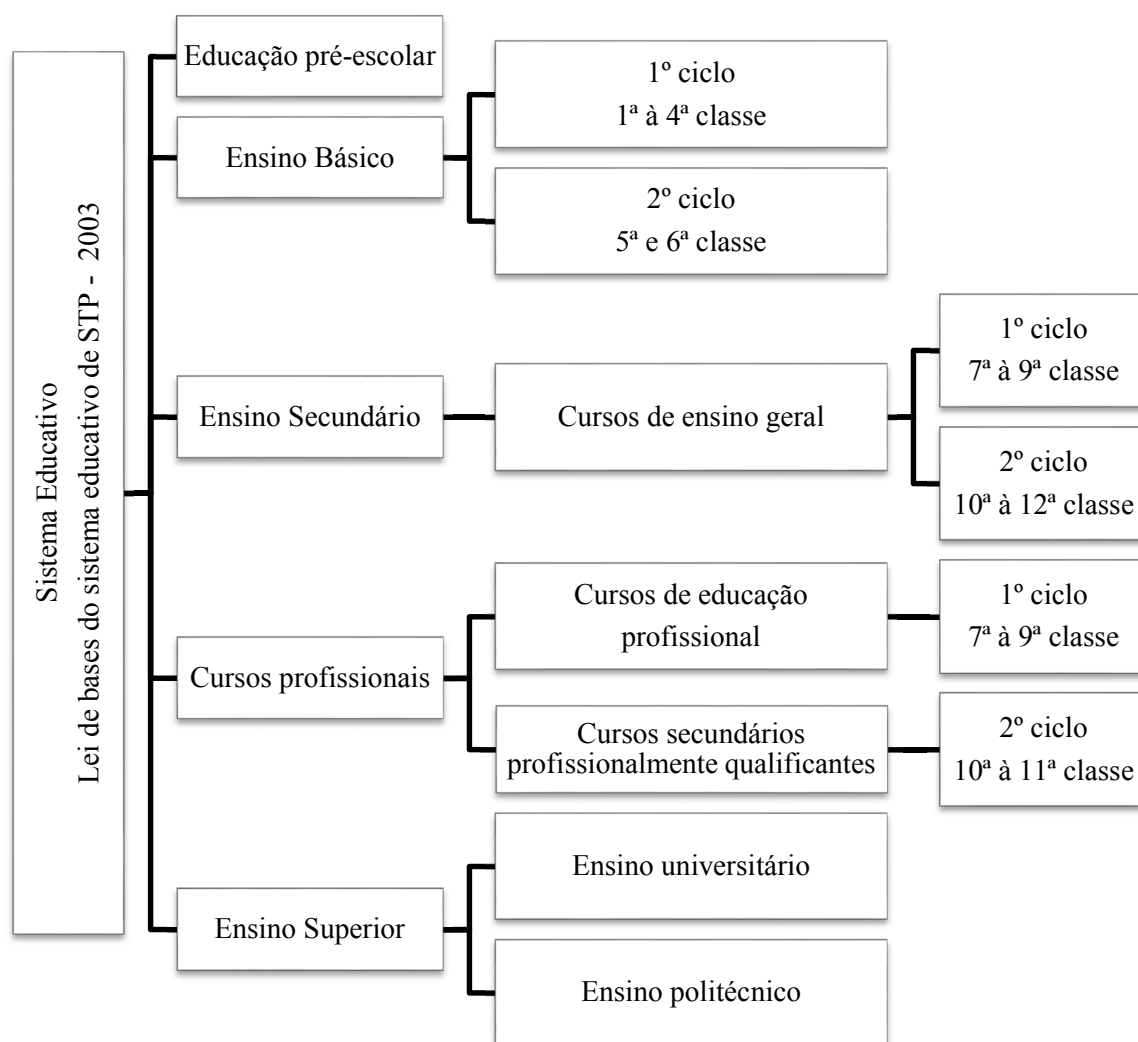 Sistema Educativo
Lei de bases do sistema educativo de STP - 2003
Educação pré-escolar
Ensino Básico
1º ciclo
1ª à 4ª classe
2º ciclo
5ª e 6ª classe
Ensino Secundário
Cursos de ensino geral
1º ciclo
7ª à 9ª classe
2º ciclo
10ª à 12ª classe
Cursos profissionais
Cursos de educação
profissional
1º ciclo
7ª à 9ª classe
Cursos secundários
profissionalmente qualificantes
2º ciclo
10ª à 11ª classe
Ensino Superior
Ensino universitário
Ensino politécnico